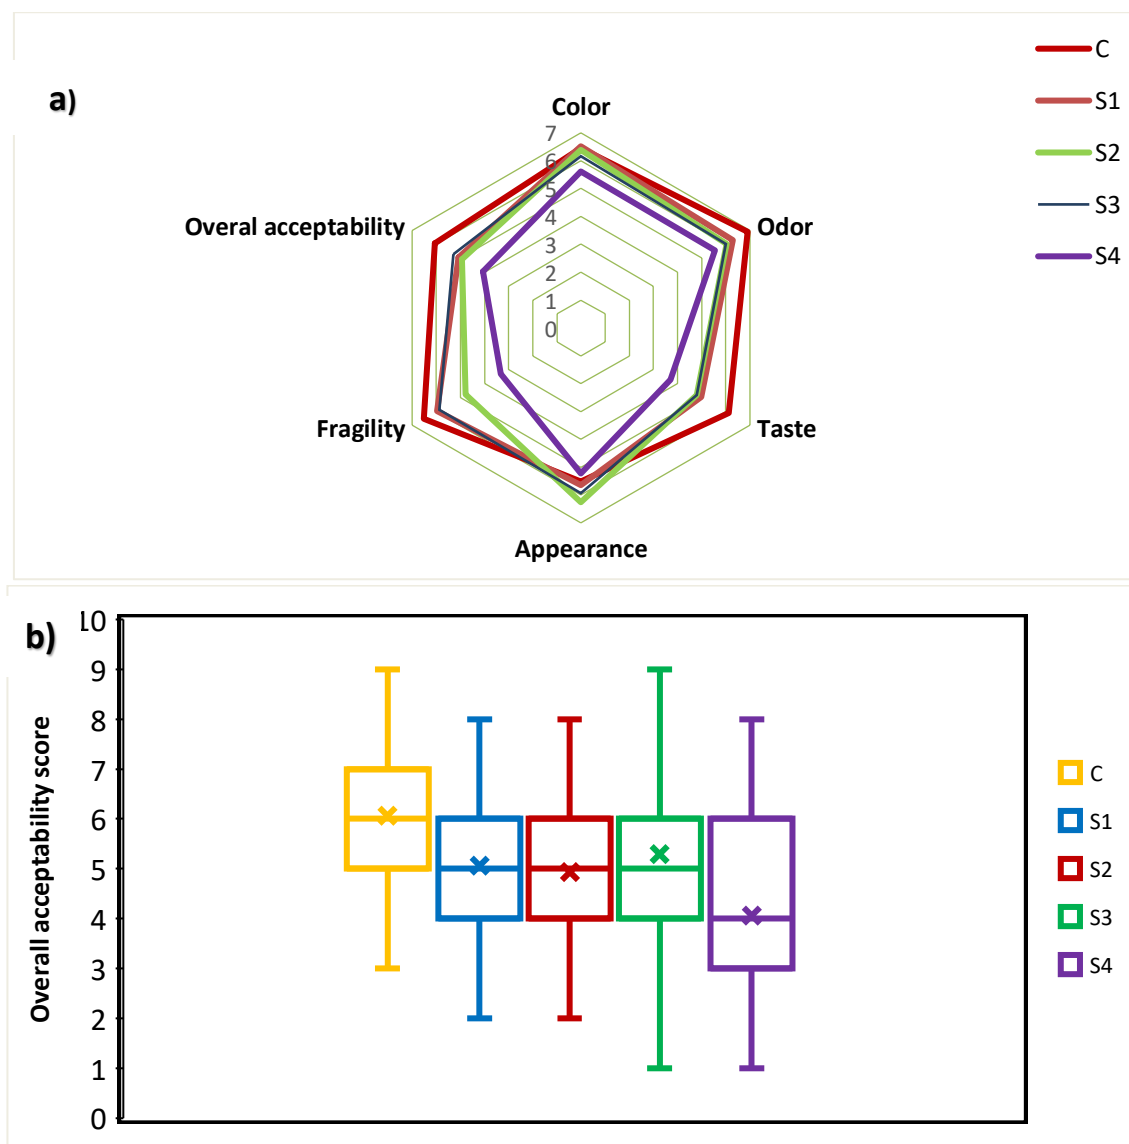 C
S1
S2
S3
S4
a)
Color
7
6
5
4
3
2
1
0
Overal acceptability
Odor
Fragility
Taste
Appearance
b)
10
9
8
7
6
5
4
3
2
1
0
Overall acceptability score
C
S1
S2
S3
S4